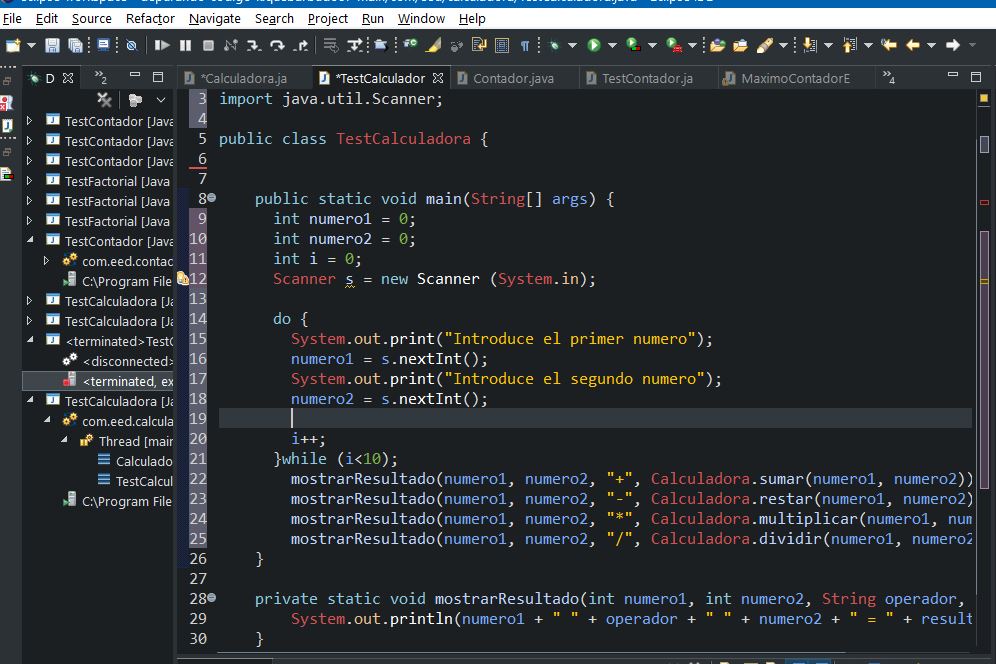 File Edit Source Refactor Navigate Search Project Run Window Help
D
2
*Calculadora.ja
*TestCalculador
Contador.java
TestContador.ja
MaximoContadorE
4
TestContador [Java
TestContador [Java
TestContador [Java
TestFactorial [Java
TestFactorial [Java
TestFactorial [Java
TestContador [Java
com.eed.contac
C:\Program File
TestCalculadora [Ja
TestCalculadora [Ja
<terminated>TestC
<disconnected>
<terminated, ex
TestCalculadora [Ja
com.eed.calcula
Thread [main
Calculado
TestCalcul
C:\Program File
3 import java.util.Scanner;
4
5 public class TestCalculadora {
6
7
8 public static void main(String[] args) {
9 int numero1 = 0;
10 int numero2 = 0;
11 int i = 0;
12 Scanner s = new Scanner (System.in);
13
14 do {
15 System.out.print("Introduce el primer numero");
16 numero1 = s.nextInt();
17 System.out.print("Introduce el segundo numero");
18 numero2 = s.nextInt();
19
20 i++;
21 }while (i<10);
22 mostrarResultado(numero1, numero2, "+", Calculadora.sumar(numero1, numero2))
23 mostrarResultado(numero1, numero2, "-", Calculadora.restar(numero1, numero2)
24 mostrarResultado(numero1, numero2, "*", Calculadora.multiplicar(numero1, num
25 mostrarResultado(numero1, numero2, "/", Calculadora.dividir(numero1, numero2
26 }
27
28 private static void mostrarResultado(int numero1, int numero2, String operador,
29 System.out.println(numero1 + " " + operador + " " + numero2 + " = " + result
30 }